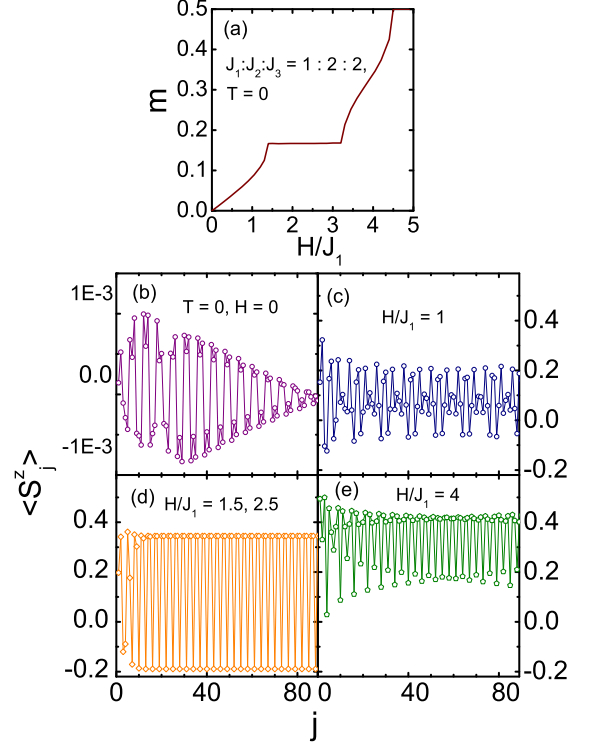 0.5
(a)
0.4
J₁:J₂:J₃ = 1 : 2 : 2,
0.3
T = 0
m
0.2
0.1
0.0
0 1 2 3 4 5
H/J₁
1E-3
(b)
T = 0, H = 0
(c)
H/J₁ = 1
0.4
0.0
0.2
0.0
-1E-3
-0.2
<Sᶻⱼ>
(d)
H/J₁ = 1.5, 2.5
(e)
H/J₁ = 4
0.4
0.4
0.2
0.2
0.0
0.0
-0.2
-0.2
0 40 80 0 40 80
j